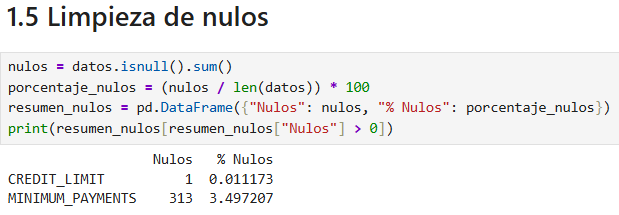 1.5 Limpieza de nulos
nulos = datos.isnull().sum()
porcentaje_nulos = (nulos / len(datos)) * 100
resumen_nulos = pd.DataFrame({"Nulos": nulos, "% Nulos": porcentaje_nulos})
print(resumen_nulos[resumen_nulos["Nulos"] > 0])
Nulos % Nulos
CREDIT_LIMIT 1 0.011173
MINIMUM_PAYMENTS 313 3.497207